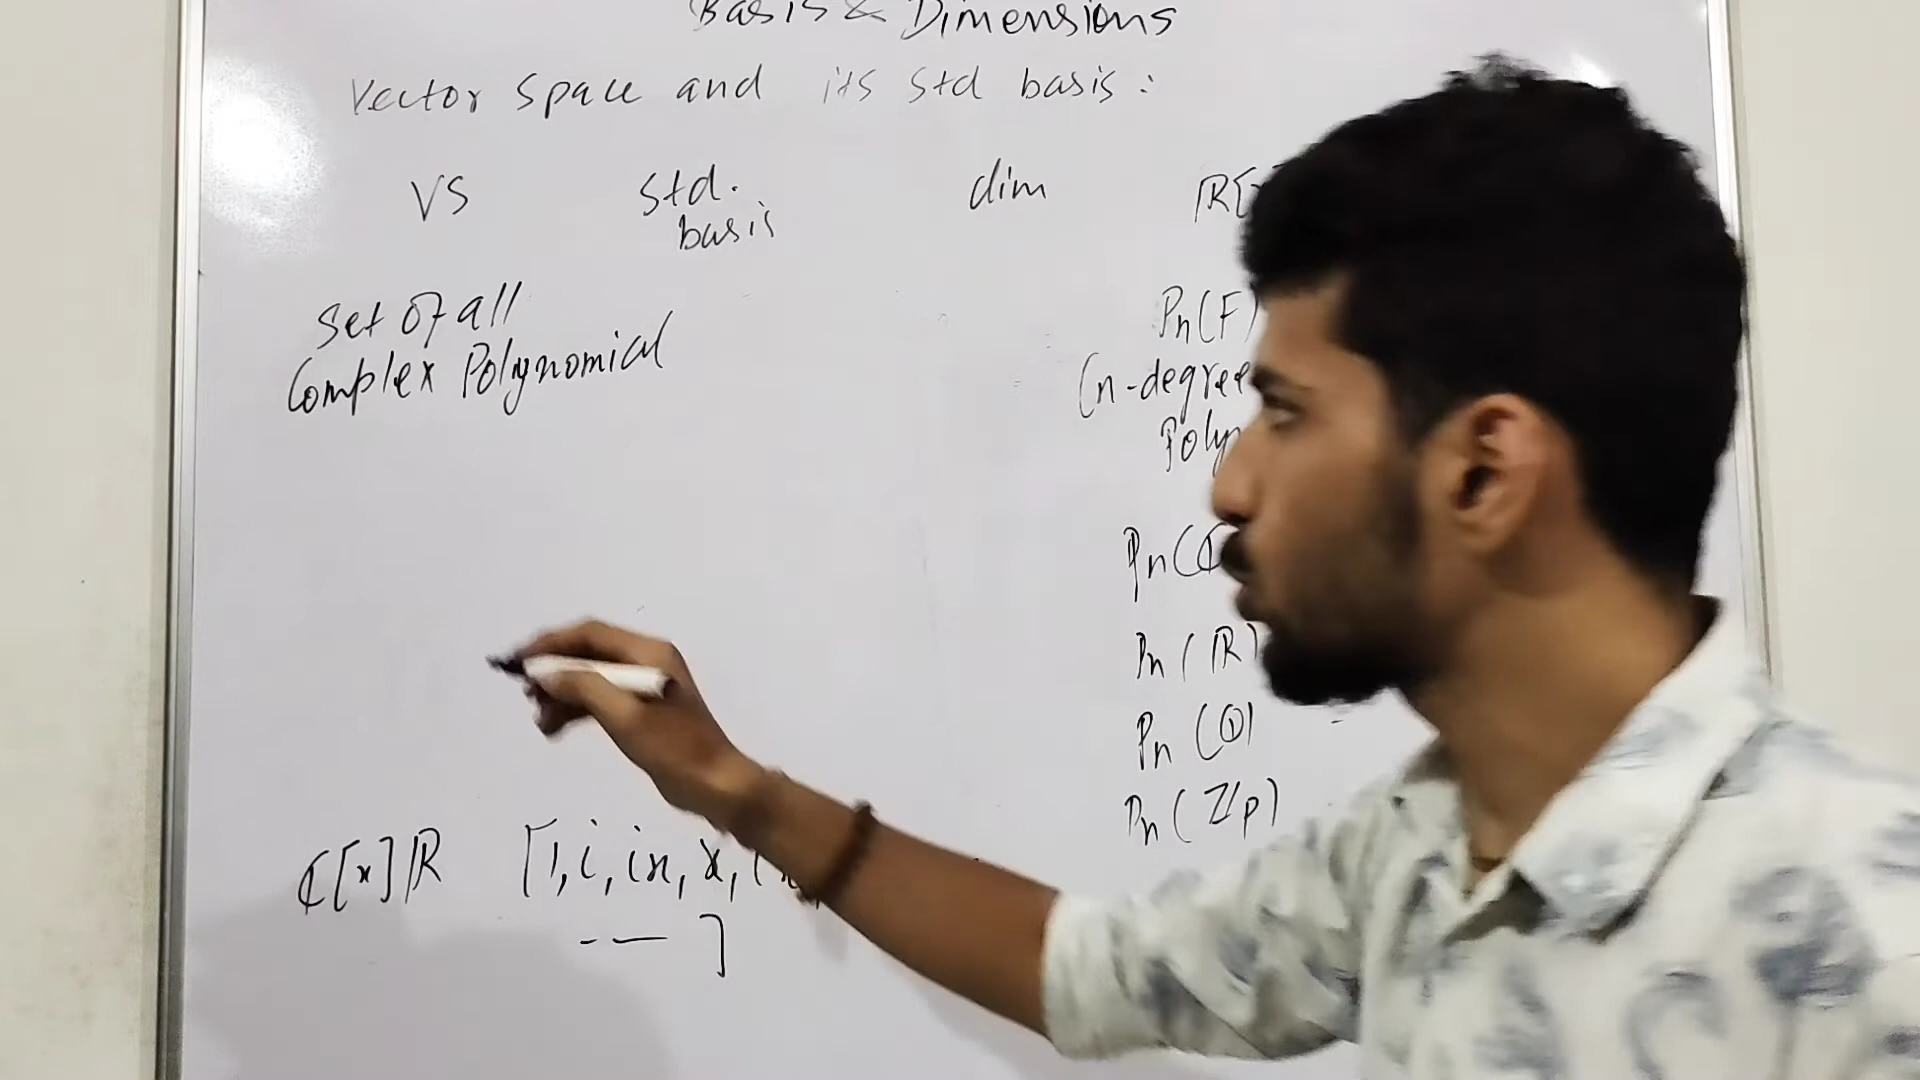 Basis & Dimensions
Vector space and its std basis :
VS std. basis dim
Set of all
Complex Polynomial
ℂ[x]/ℝ [1, i, ix, x,
- — ]
ℝ[
Pn(F)
(n-degree
Pn(ℂ
Pn(ℝ)
Pn(ℚ)
Pn(ℤ/p)